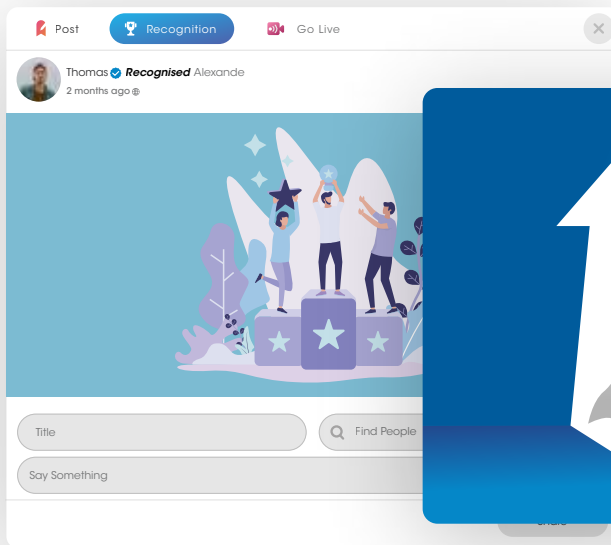 Post Recognition Go Live
Thomas Recognised Alexande
2 months ago
Title Find People
Say Something